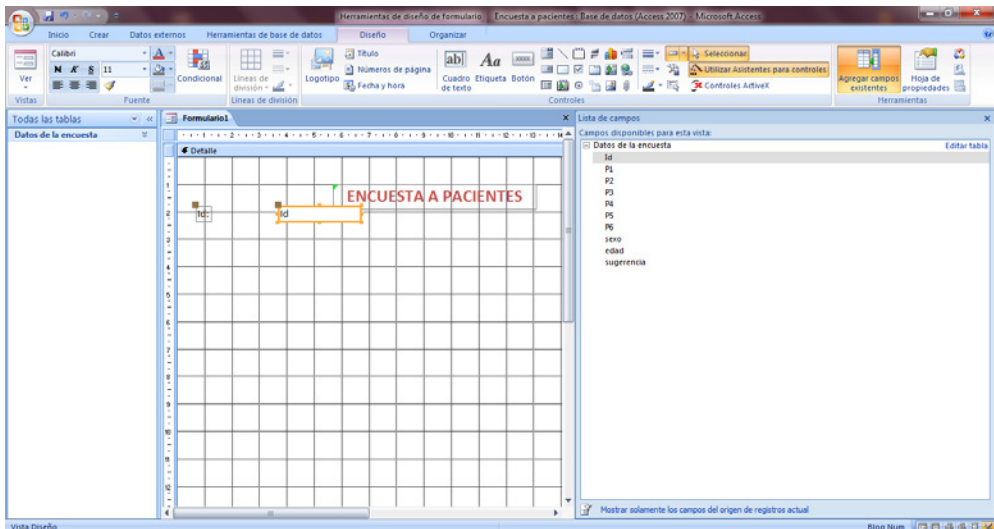 Herramientas de diseño de formulario Encuesta a pacientes : Base de datos (Access 2007) - Microsoft Access
Inicio Crear Datos externos Herramientas de base de datos Diseño Organizar
Ver
Vistas
Calibri
N K S 11
Fuente
Condicional
Líneas de división
Líneas de división
Logotipo
Título
Números de página
Fecha y hora
ab| Aa
Cuadro de texto
Etiqueta
Botón
Controles
Seleccionar
Utilizar Asistentes para controles
Controles ActiveX
Agregar campos existentes
Hoja de propiedades
Herramientas
Todas las tablas
Datos de la encuesta
Formulario1
Detalle
ENCUESTA A PACIENTES
Id:
Id
Lista de campos
Campos disponibles para esta vista:
Datos de la encuesta Editar tabla
Id
P1
P2
P3
P4
P5
P6
sexo
edad
sugerencia
Mostrar solamente los campos del origen de registros actual
Vista Diseño
Bloq Num